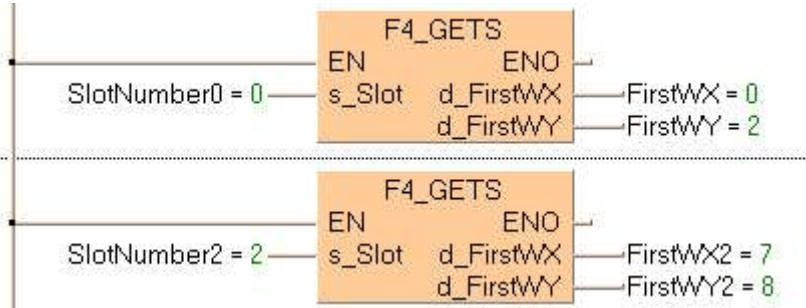 F4_GETS
EN ENO
SlotNumber0 = 0 s_Slot d_FirstWX FirstWX = 0
d_FirstWY FirstWY = 2
F4_GETS
EN ENO
SlotNumber2 = 2 s_Slot d_FirstWX FirstWX2 = 7
d_FirstWY FirstWY2 = 8